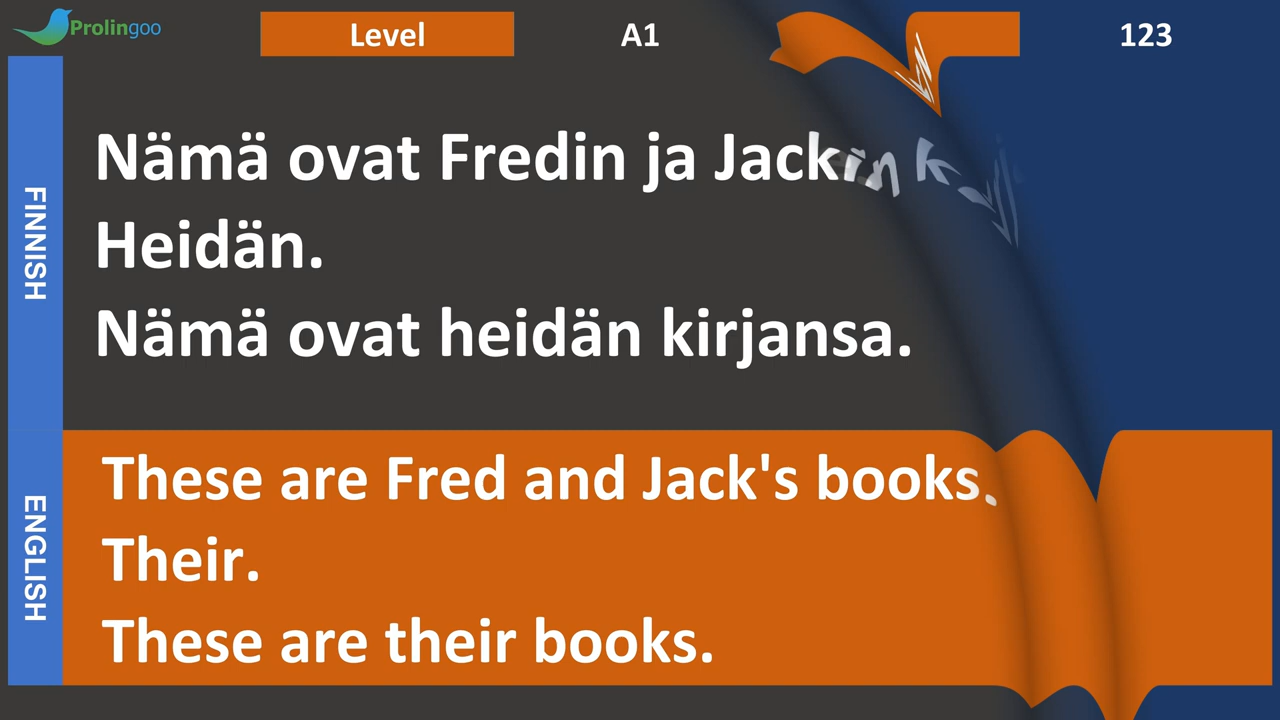 Prolingoo
Level
A1
123
FINNISH
Nämä ovat Fredin ja Jackin
Heidän.
Nämä ovat heidän kirjansa.
ENGLISH
These are Fred and Jack's books.
Their.
These are their books.